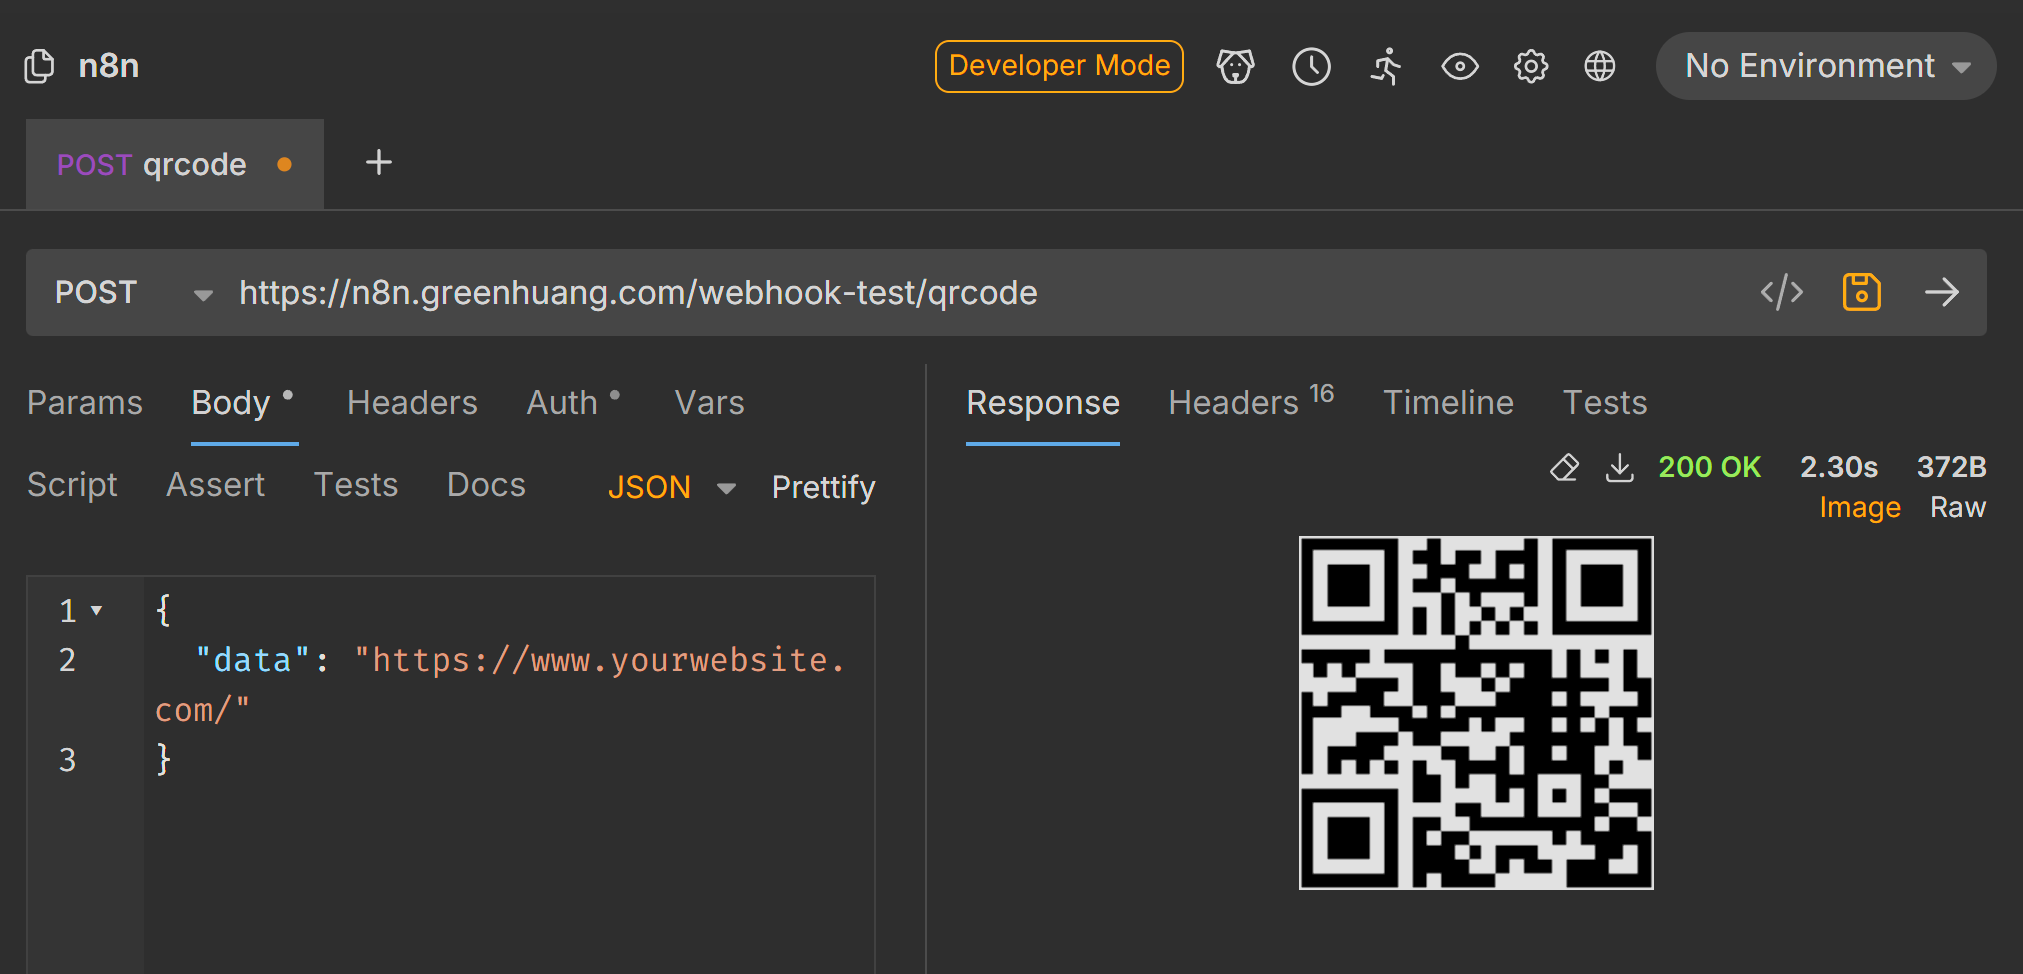 n8n
Developer Mode
No Environment
POST qrcode
+
POST
https://n8n.greenhuang.com/webhook-test/qrcode
</>
Params Body Headers Auth Vars
Script Assert Tests Docs JSON Prettify
1 {
2 "data": "https://www.yourwebsite.
com/"
3 }
Response Headers 16 Timeline Tests
200 OK 2.30s 372B
Image Raw